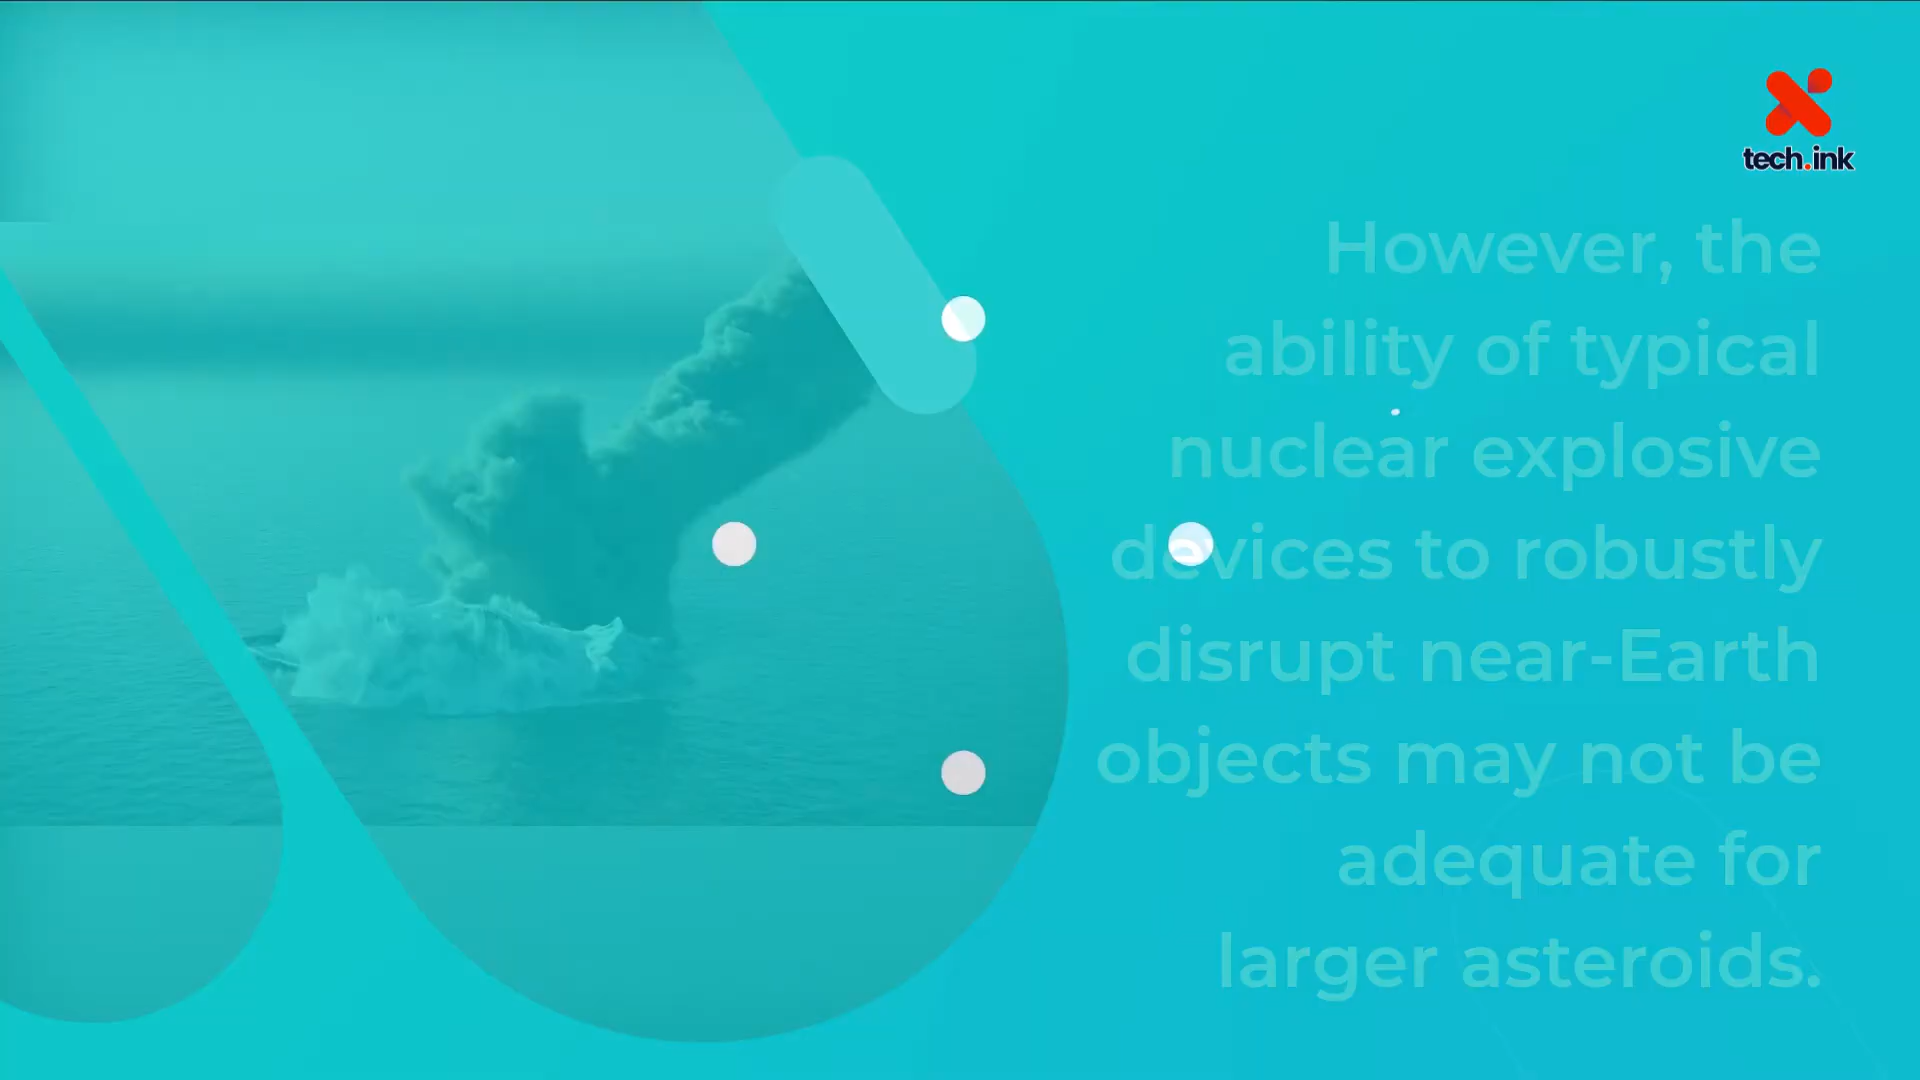 tech.ink
However, the
ability of typical
nuclear explosive
devices to robustly
disrupt near-Earth
objects may not be
adequate for
larger asteroids.